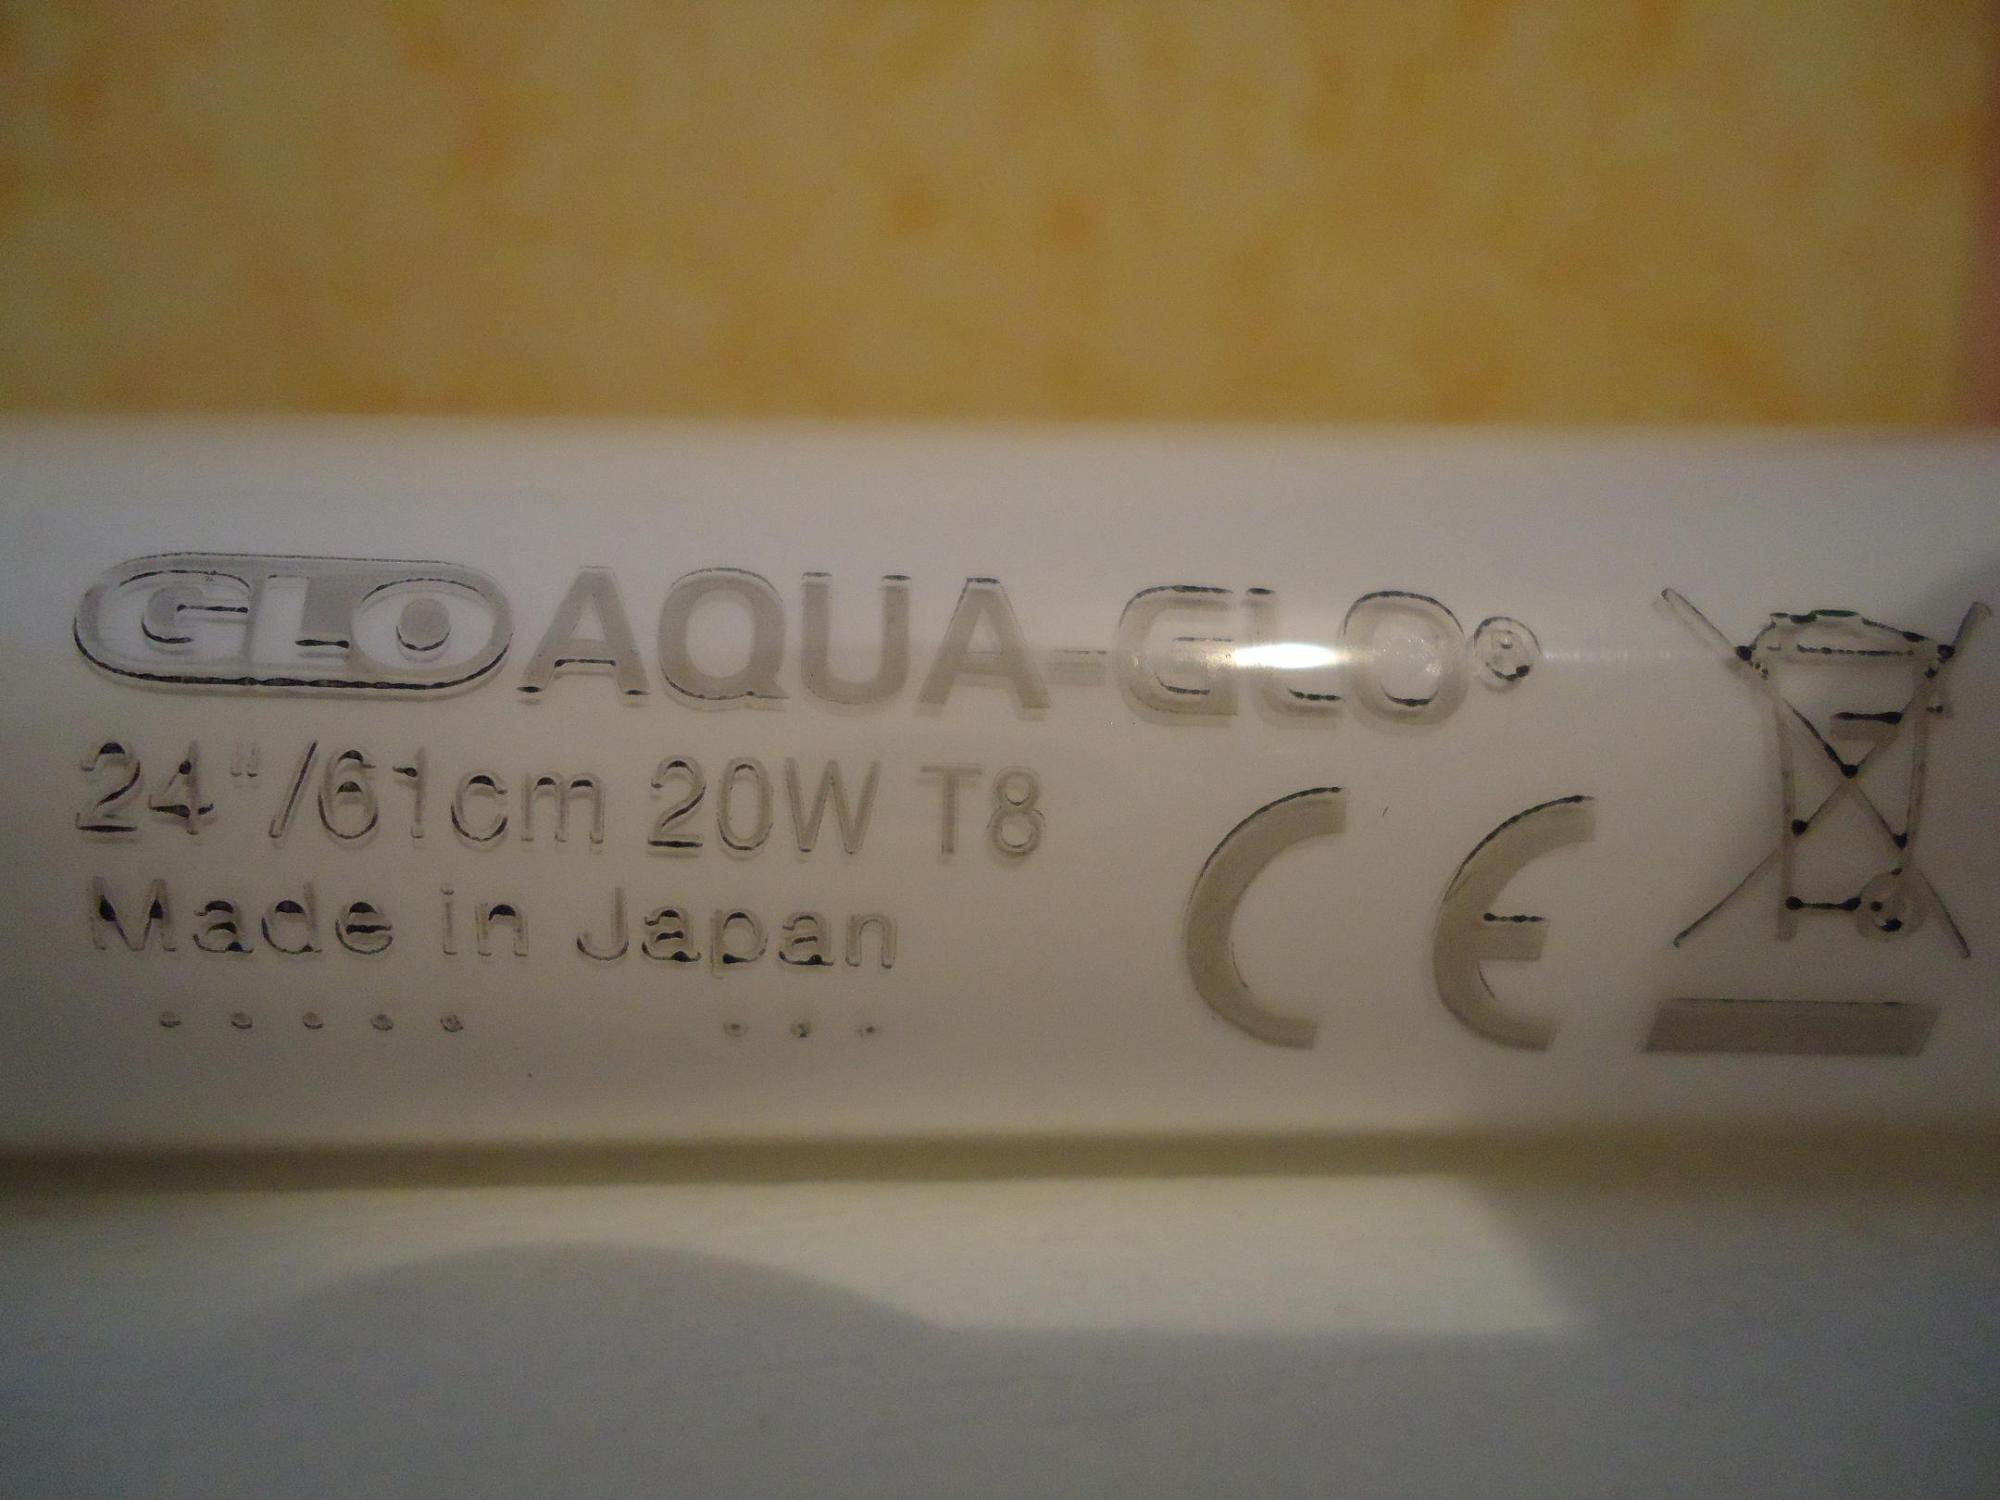 GLO AQUA-GLO®
24"/61cm 20W T8
Made in Japan
CE